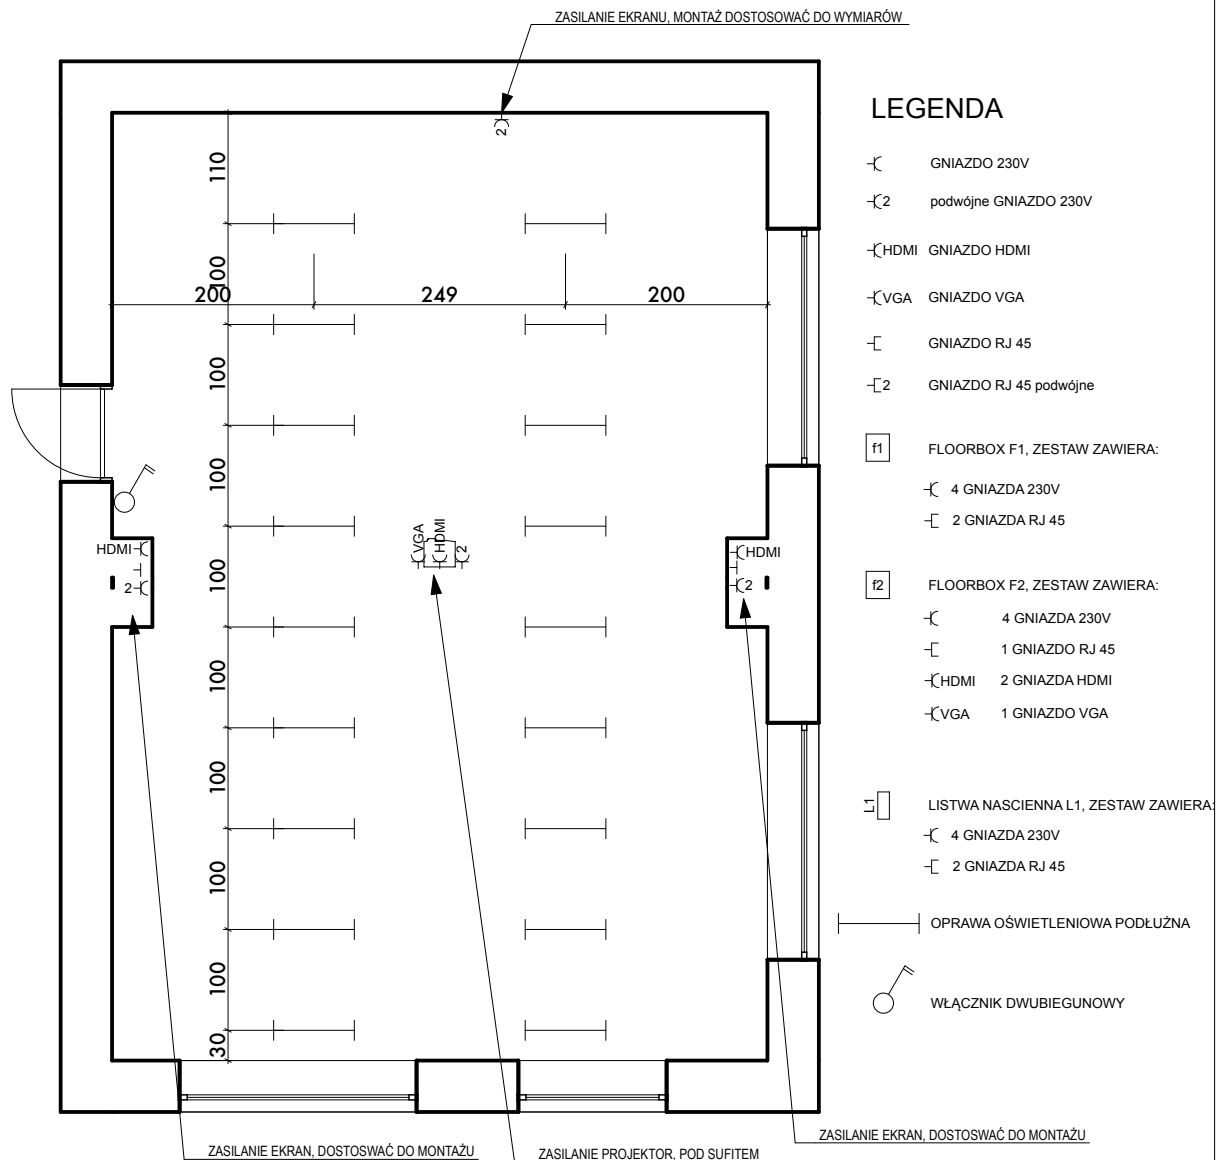 ZASILANIE EKRANU, MONTAŻ DOSTOSOWAĆ DO WYMIARÓW
2
110
100
200
249
200
100
100
100
100
100
100
100
30
VGA
HDMI
2
HDMI
2
HDMI
2
ZASILANIE EKRAN, DOSTOSWAĆ DO MONTAŻU
ZASILANIE PROJEKTOR, POD SUFITEM
ZASILANIE EKRAN, DOSTOSWAĆ DO MONTAŻU
LEGENDA
GNIAZDO 230V
2 podwójne GNIAZDO 230V
HDMI GNIAZDO HDMI
VGA GNIAZDO VGA
GNIAZDO RJ 45
2 GNIAZDO RJ 45 podwójne
f1 FLOORBOX F1, ZESTAW ZAWIERA:
4 GNIAZDA 230V
2 GNIAZDA RJ 45
f2 FLOORBOX F2, ZESTAW ZAWIERA:
4 GNIAZDA 230V
1 GNIAZDO RJ 45
HDMI 2 GNIAZDA HDMI
VGA 1 GNIAZDO VGA
L1 LISTWA NASCIENNA L1, ZESTAW ZAWIERA:
4 GNIAZDA 230V
2 GNIAZDA RJ 45
OPRAWA OŚWIETLENIOWA PODŁUŻNA
WŁĄCZNIK DWUBIEGUNOWY